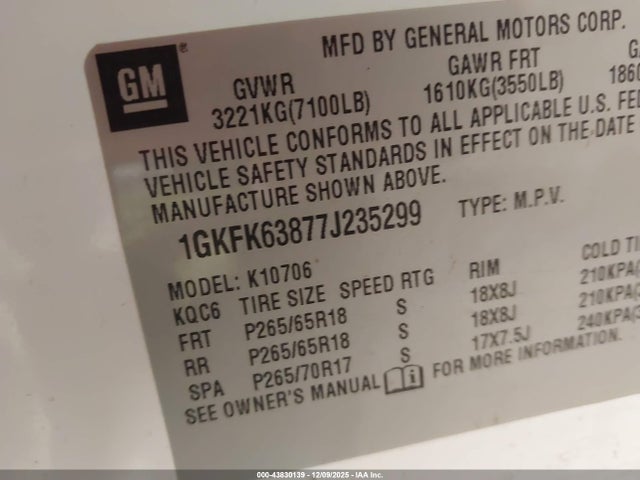 MFD BY GENERAL MOTORS CORP.
GM®
GVWR GAWR FRT
3221KG(7100LB) 1610KG(3550LB)
THIS VEHICLE CONFORMS TO ALL APPLICABLE U.S.
VEHICLE SAFETY STANDARDS IN EFFECT ON THE DATE
MANUFACTURE SHOWN ABOVE.
1GKFK63877J235299 TYPE: M.P.V.
MODEL: K10706
KQC6 TIRE SIZE SPEED RTG RIM COLD
FRT P265/65R18 S 18X8J 210KPA(
RR P265/65R18 S 18X8J 210KPA(
SPA P265/70R17 S 17X7.5J 240KPA(
SEE OWNER'S MANUAL i FOR MORE INFORMATION.
000-43830139 - 12/09/2025 - IAA Inc.